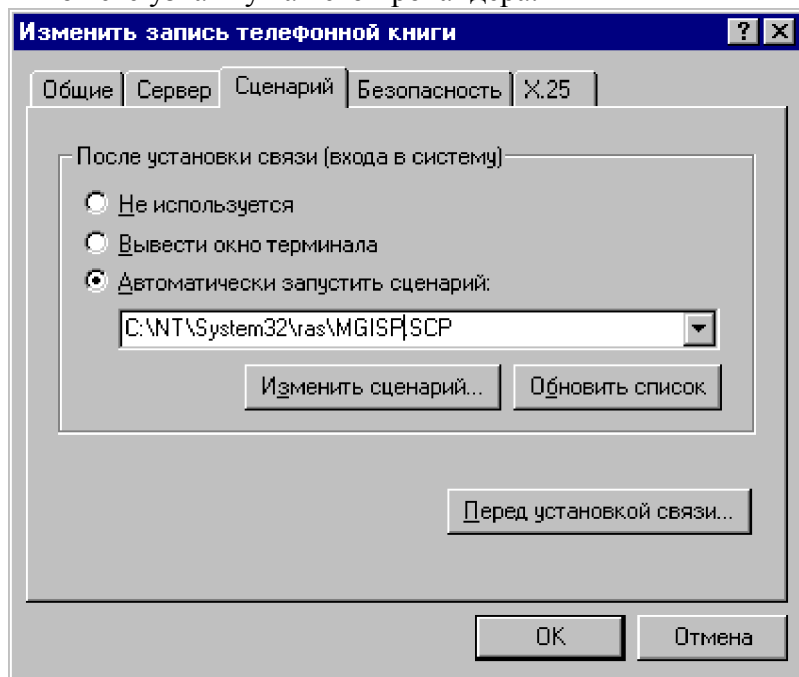 Изменить запись телефонной книги
Общие Сервер Сценарий Безопасность X.25
После установки связи (входа в систему)
Не используется
Вывести окно терминала
Автоматически запустить сценарий:
C:\NT\System32\ras\MGISP.SCP
Изменить сценарий... Обновить список
Перед установкой связи...
OK Отмена